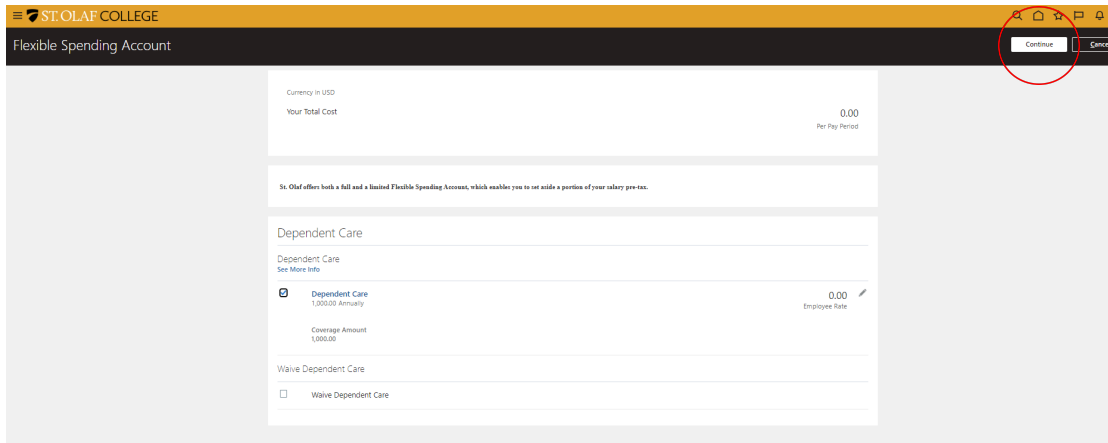 ST. OLAF COLLEGE
Flexible Spending Account
Continue
Cance
Currency in USD
Your Total Cost
0.00
Per Pay Period
St. Olaf offers both a full and a limited Flexible Spending Account, which enables you to set aside a portion of your salary pre-tax.
Dependent Care
Dependent Care
See More Info
Dependent Care
0.00
1,000.00 Annually
Employee Rate
Coverage Amount
1,000.00
Waive Dependent Care
Waive Dependent Care